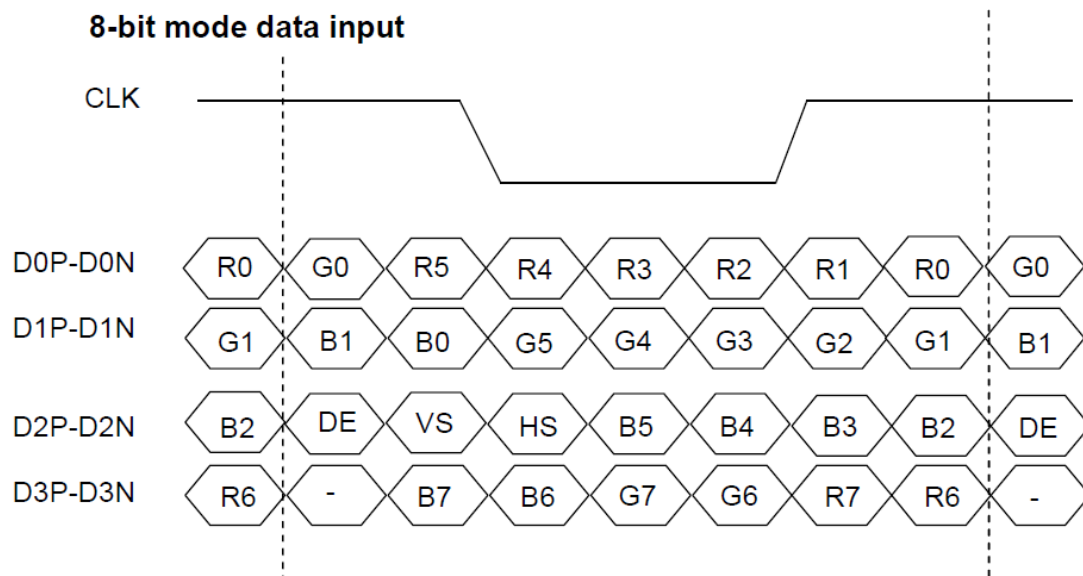 8-bit mode data input
CLK
D0P-D0N R0 G0 R5 R4 R3 R2 R1 R0 G0
D1P-D1N G1 B1 B0 G5 G4 G3 G2 G1 B1
D2P-D2N B2 DE VS HS B5 B4 B3 B2 DE
D3P-D3N R6 - B7 B6 G7 G6 R7 R6 -